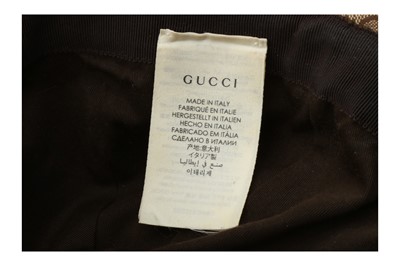 GUCCI
MADE IN ITALY
FABRIQUÉ EN ITALIE
HERGESTELLT IN ITALIEN
HECHO EN ITALIA
FABRICADO EM ITÁLIA
СДЕЛАНО В ИТАЛИИ
产地:意大利
イタリア製
صنع في إيطاليا
이태리제